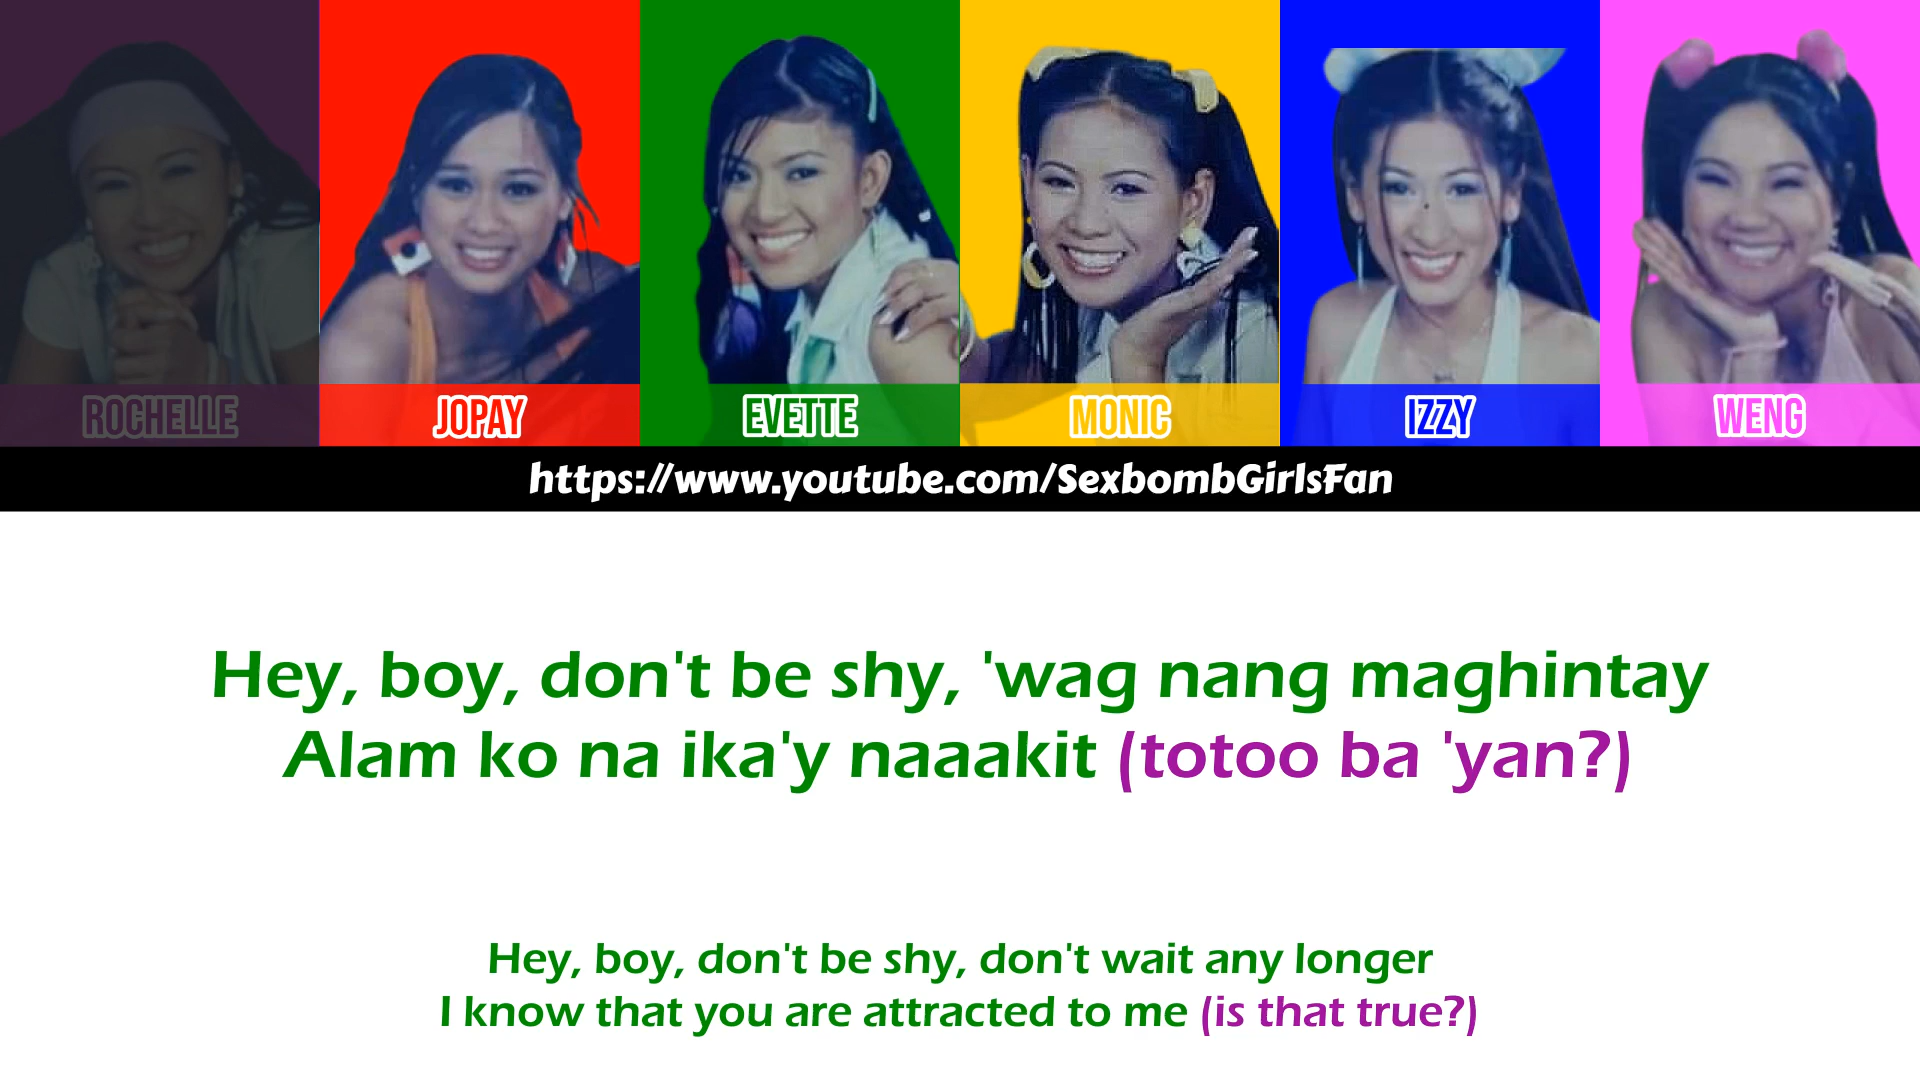 ROCHELLE
JOPAY
EVETTE
MONIC
IZZY
WENG
https://www.youtube.com/SexbombGirlsFan
Hey, boy, don't be shy, 'wag nang maghintay
Alam ko na ika'y naaakit (totoo ba 'yan?)
Hey, boy, don't be shy, don't wait any longer
I know that you are attracted to me (is that true?)